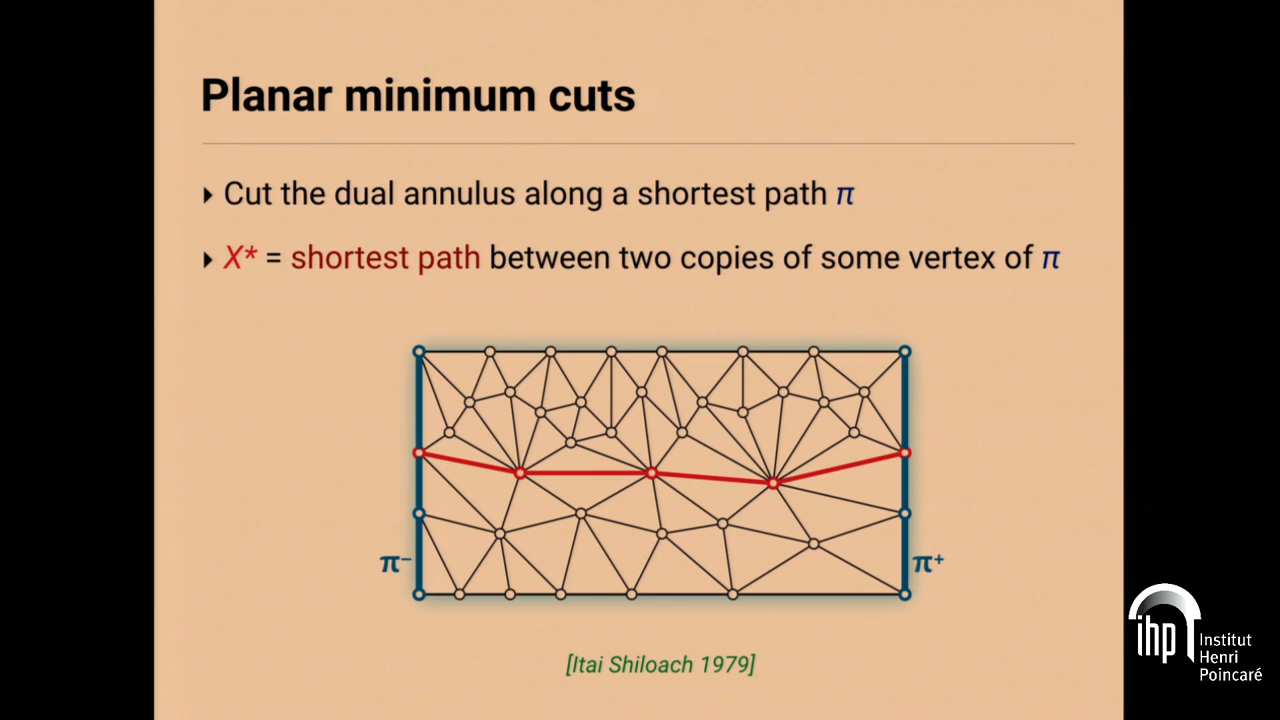 Planar minimum cuts
‣ Cut the dual annulus along a shortest path π
‣ X* = shortest path between two copies of some vertex of π
π⁻
π⁺
[Itai Shiloach 1979]
ihp Institut
Henri
Poincaré